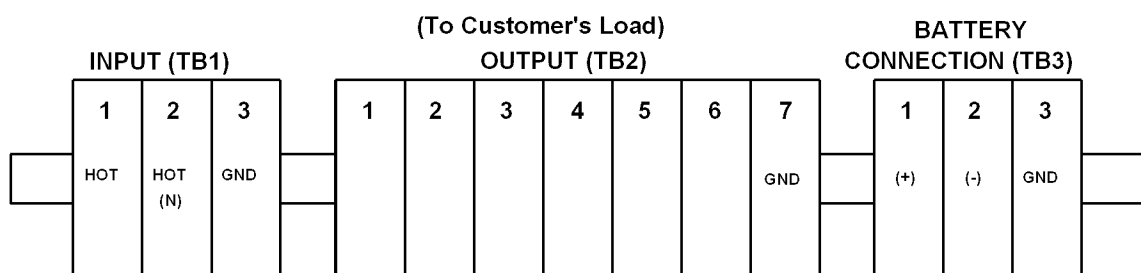 (To Customer's Load)
BATTERY
INPUT (TB1)
OUTPUT (TB2)
CONNECTION (TB3)
1 2 3 1 2 3 4 5 6 7 1 2 3
HOT HOT GND GND (+) (-) GND
(N)